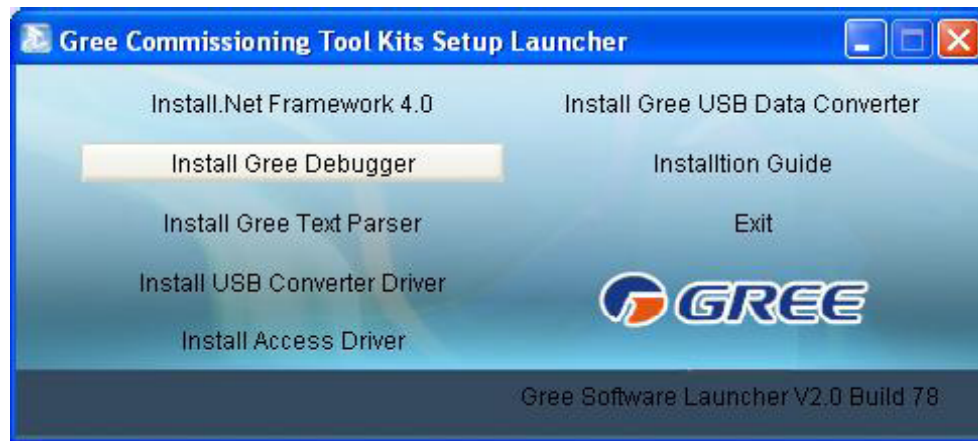 Gree Commissioning Tool Kits Setup Launcher
Install.Net Framework 4.0
Install Gree Debugger
Install Gree Text Parser
Install USB Converter Driver
Install Access Driver
Install Gree USB Data Converter
Installtion Guide
Exit
GREE
Gree Software Launcher V2.0 Build 78